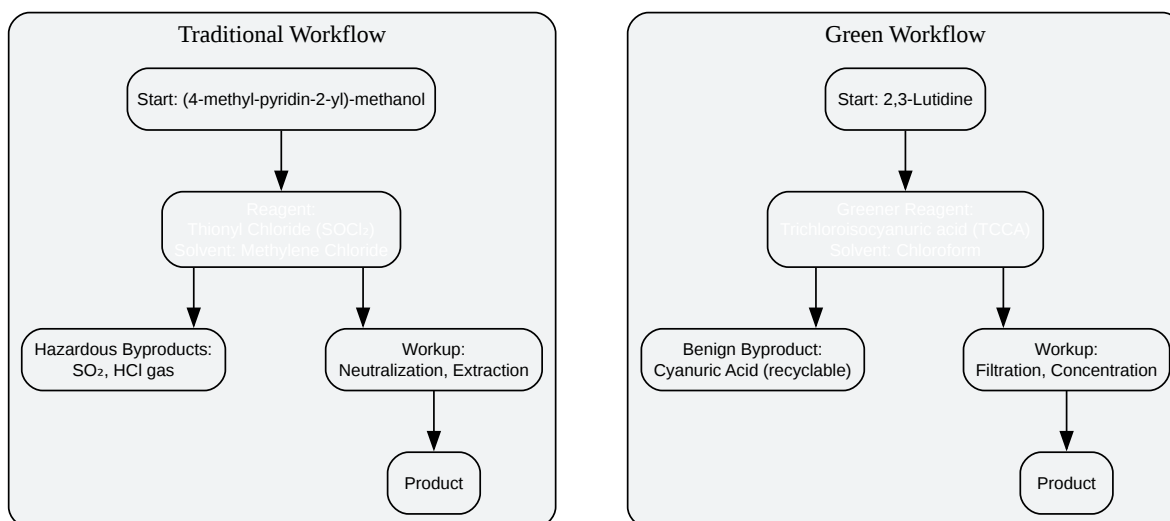 Traditional Workflow
Start: (4-methyl-pyridin-2-yl)-methanol
Reagent:
Thionyl Chloride (SOCl₂)
Solvent: Methylene Chloride
Hazardous Byproducts:
SO₂, HCl gas
Workup:
Neutralization, Extraction
Product
Green Workflow
Start: 2,3-Lutidine
Greener Reagent:
Trichloroisocyanuric acid (TCCA)
Solvent: Chloroform
Benign Byproduct:
Cyanuric Acid (recyclable)
Workup:
Filtration, Concentration
Product